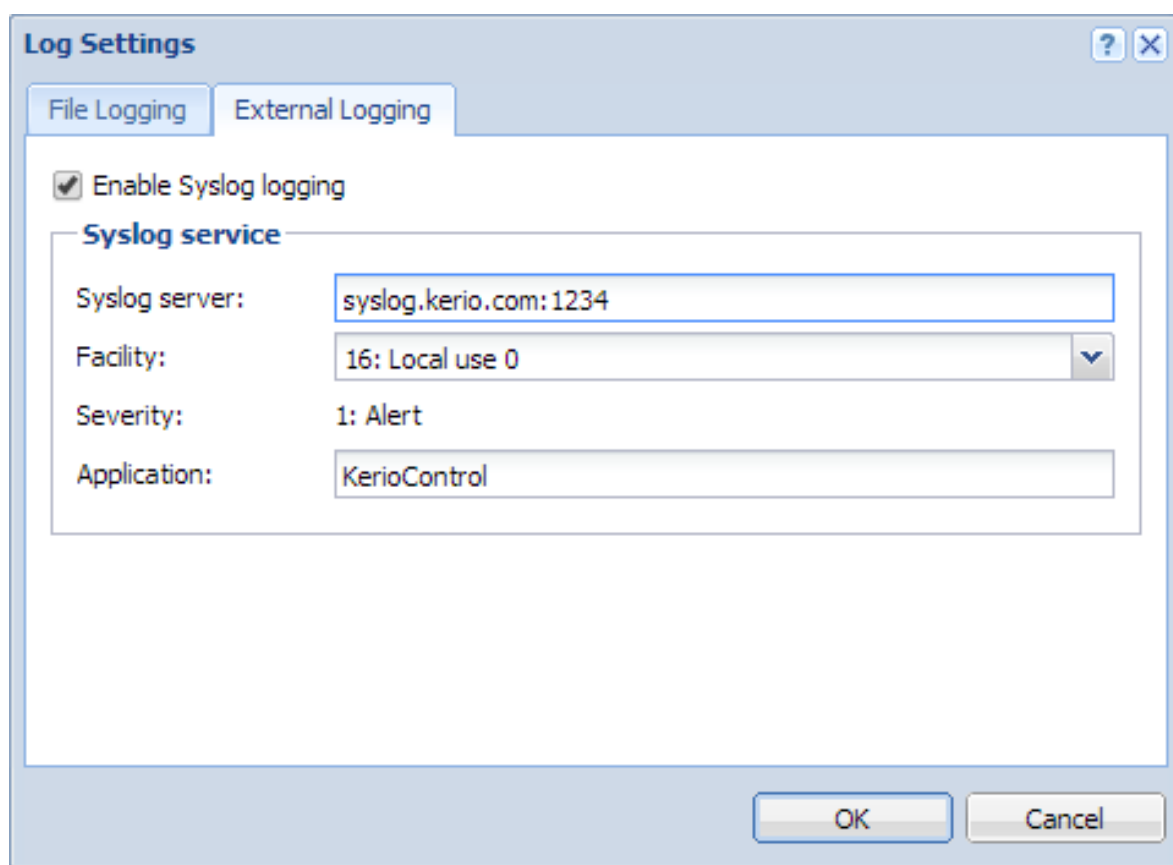 Log Settings
File Logging External Logging
Enable Syslog logging
Syslog service
Syslog server: syslog.kerio.com:1234
Facility: 16: Local use 0
Severity: 1: Alert
Application: KerioControl
OK Cancel